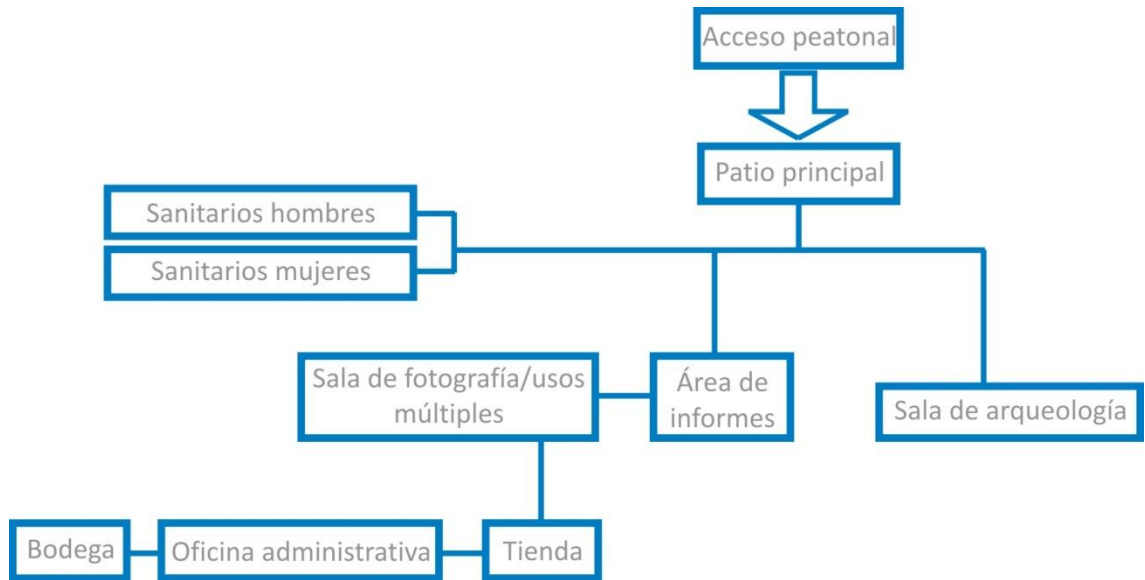 Acceso peatonal
Patio principal
Sanitarios hombres
Sanitarios mujeres
Sala de fotografía/usos
múltiples
Área de
informes
Sala de arqueología
Bodega
Oficina administrativa
Tienda